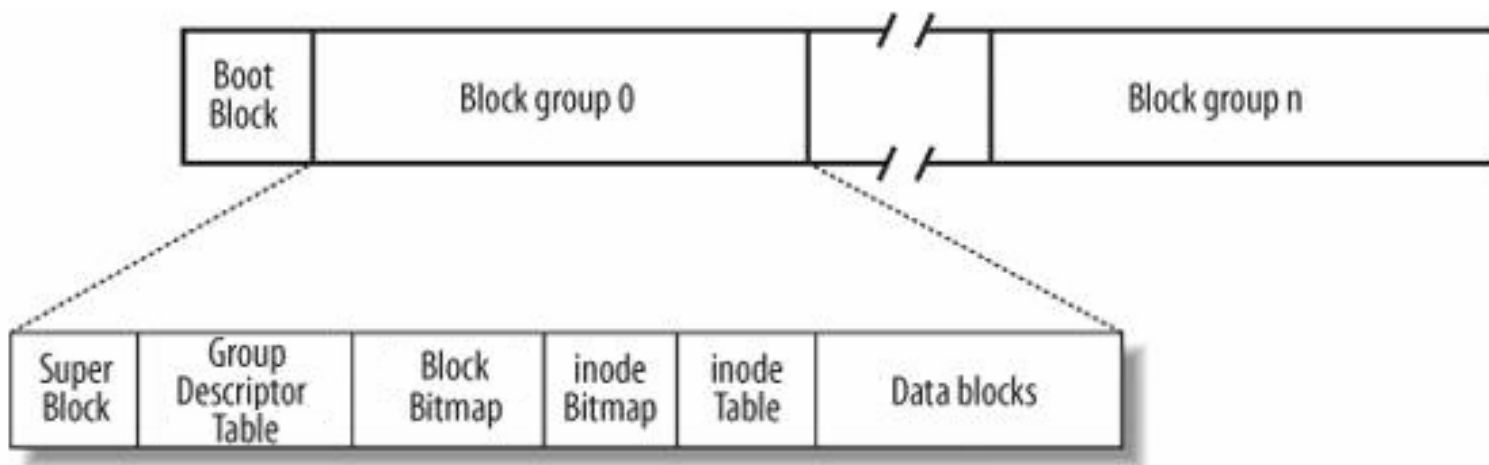 Boot
Block
Block group 0
Block group n
Super
Block
Group
Descriptor
Table
Block
Bitmap
inode
Bitmap
inode
Table
Data blocks